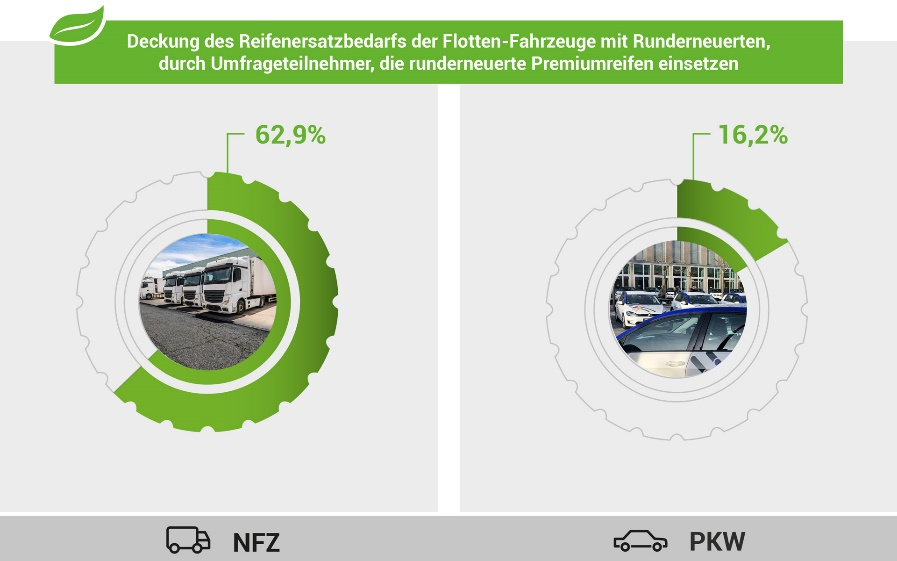 Deckung des Reifenersatzbedarfs der Flotten-Fahrzeuge mit Runderneuerten,
durch Umfrageteilnehmer, die runderneuerte Premiumreifen einsetzen
62,9%
16,2%
NFZ
PKW